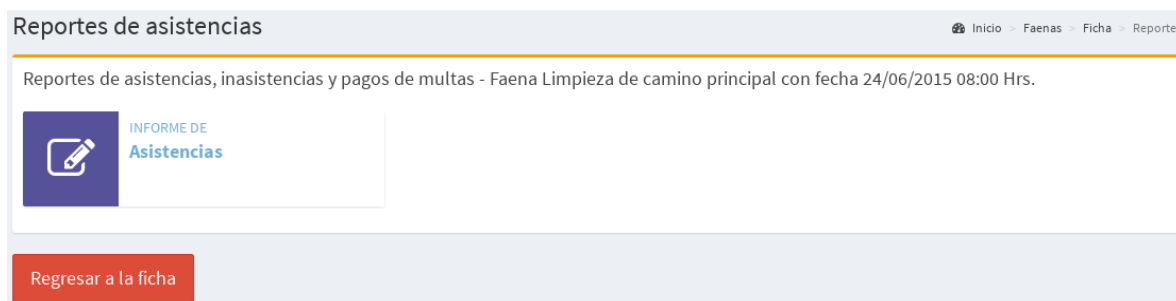 Reportes de asistencias
Inicio > Faenas > Ficha > Reporte
Reportes de asistencias, inasistencias y pagos de multas - Faena Limpieza de camino principal con fecha 24/06/2015 08:00 Hrs.
INFORME DE
Asistencias
Regresar a la ficha